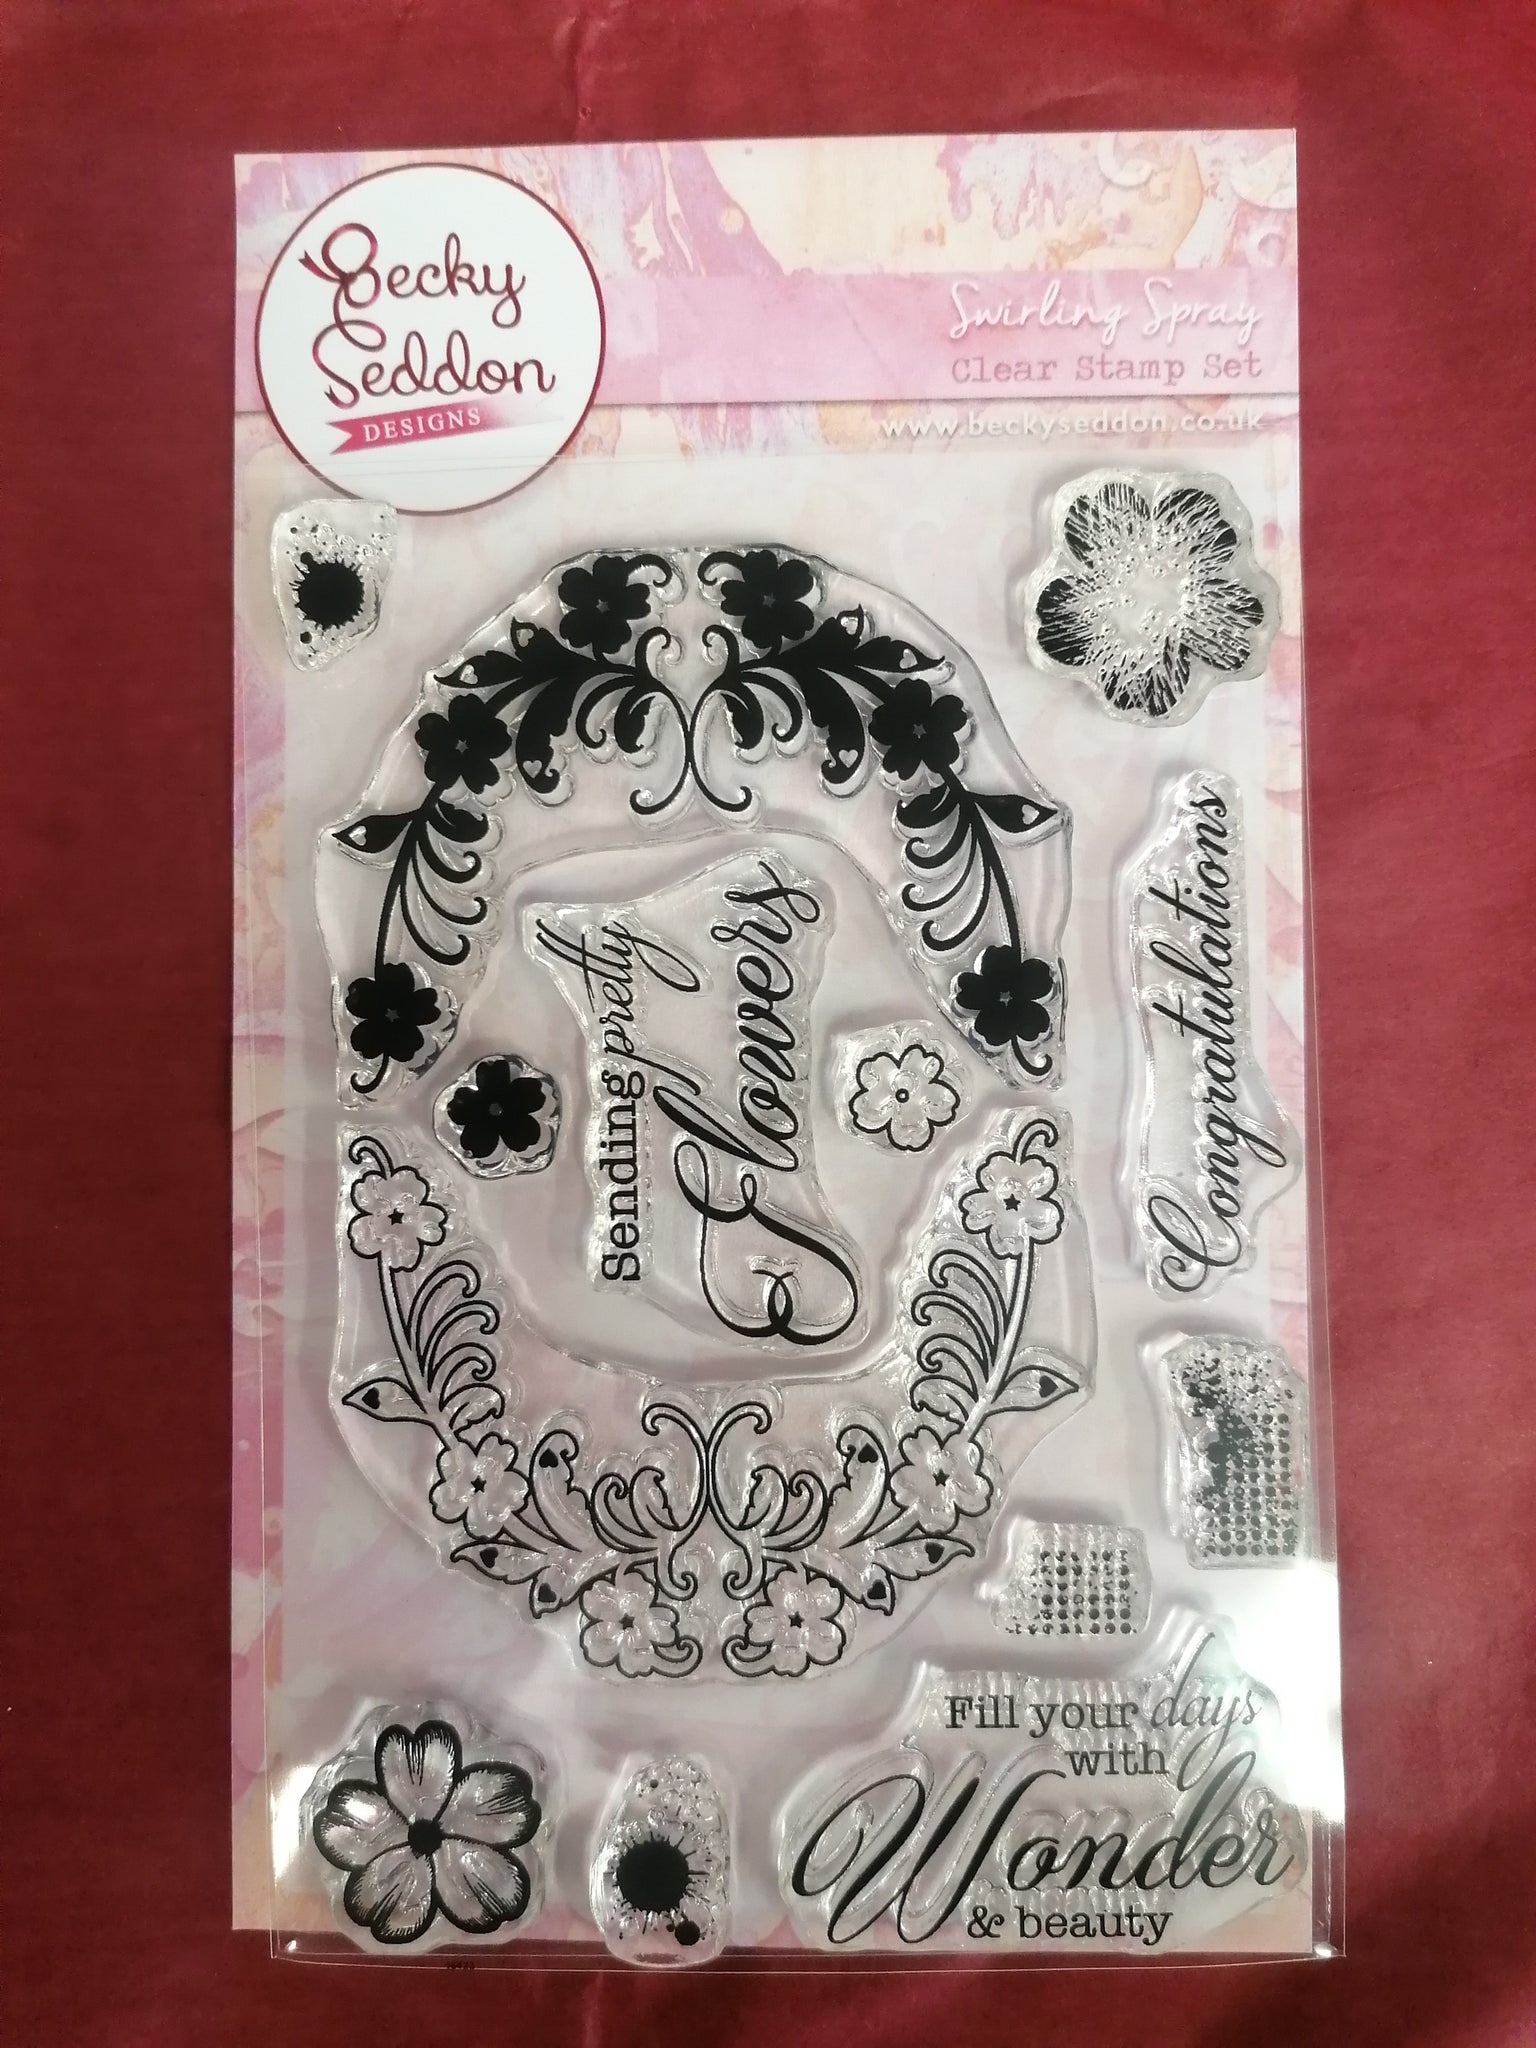 Becky
Seddon
DESIGNS
Swirling Spray
Clear Stamp Set
www.beckyseddon.co.uk
Sending pretty
Flowers
Congratulations
Fill your days
with
Wonder
& beauty